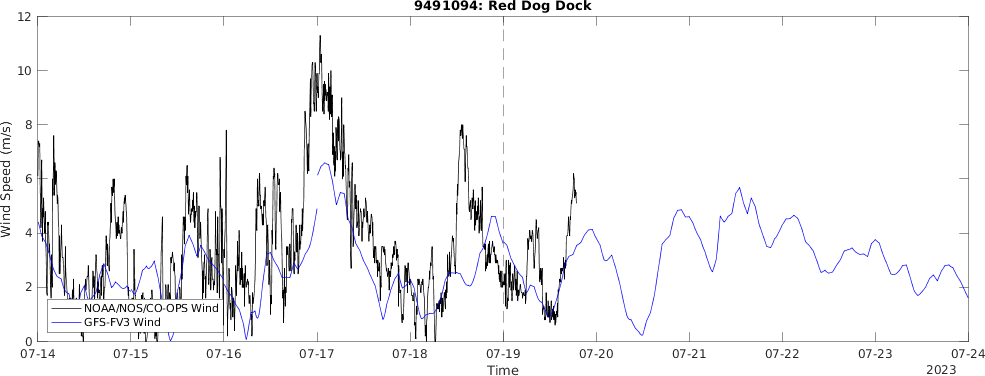 9491094: Red Dog Dock
Wind Speed (m/s)
12
10
8
6
4
2
0
NOAA/NOS/CO-OPS Wind
GFS-FV3 Wind
07-14 07-15 07-16 07-17 07-18 07-19 07-20 07-21 07-22 07-23 07-24
Time
2023